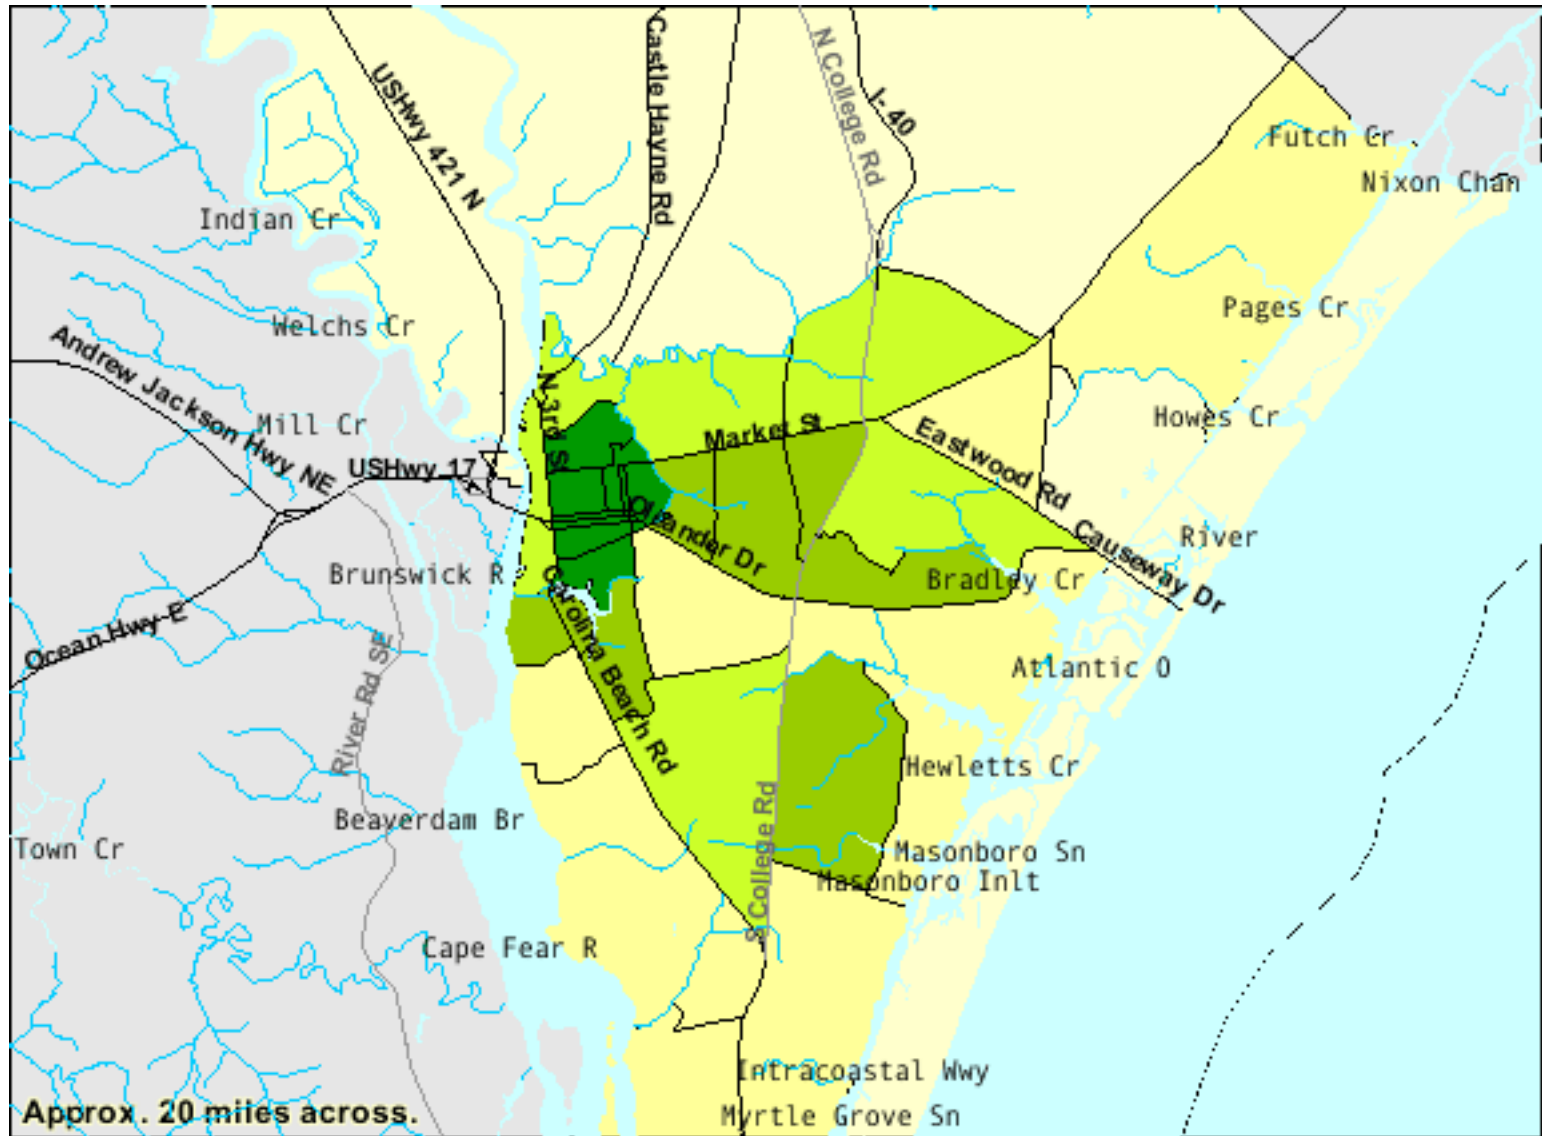 Castle Hayne Rd
N College Rd
USHwy 421 N
I-40
Futch Cr
Nixon Chan
Indian Cr
Pages Cr
Welchs Cr
Andrew Jackson Hwy NE
N 3rd St
Howes Cr
Mill Cr
Market St
Eastwood Rd
USHwy 17
Oleander Dr
River
Causeway Dr
Brunswick R
Bradley Cr
Ocean Hwy E
Carolina Beach Rd
River Rd SE
Atlantic O
Hewletts Cr
Beaverdam Br
S College Rd
Town Cr
Masonboro Sn
Masonboro Inlt
Cape Fear R
Intracoastal Wwy
Approx. 20 miles across.
Myrtle Grove Sn